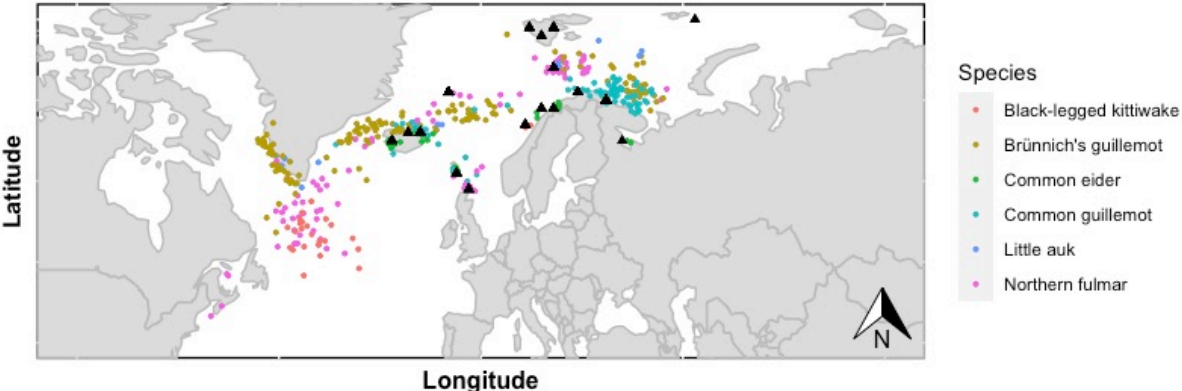 Latitude
Longitude
N
Species
Black-legged kittiwake
Brünnich's guillemot
Common eider
Common guillemot
Little auk
Northern fulmar